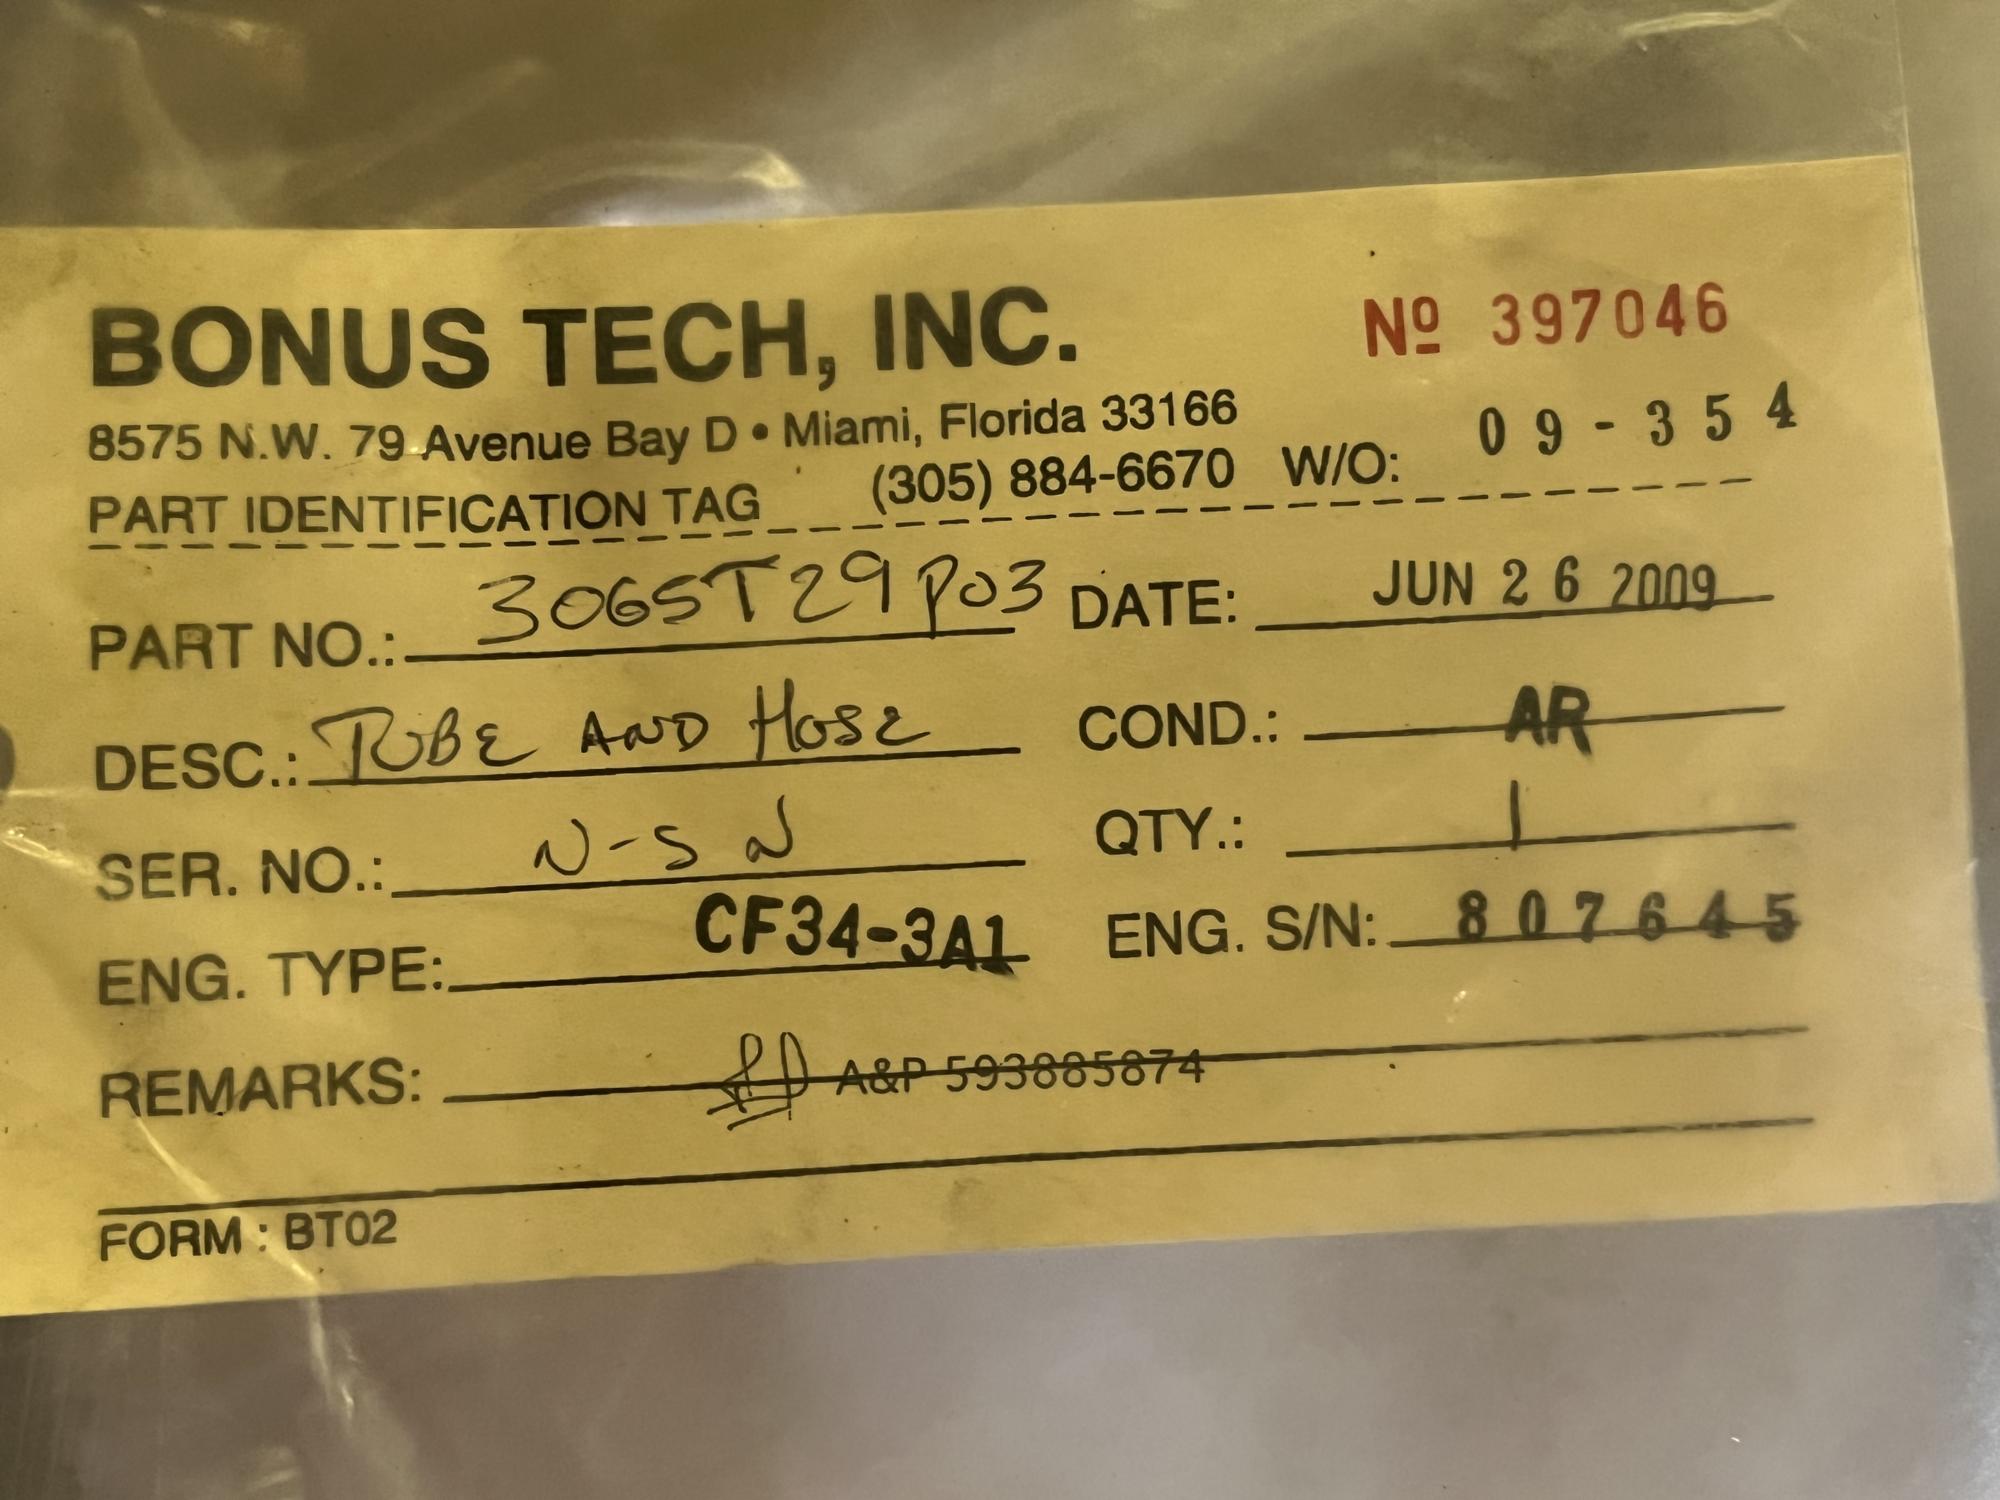 BONUS TECH, INC. Nº 397046
8575 N.W. 79 Avenue Bay D • Miami, Florida 33166
PART IDENTIFICATION TAG (305) 884-6670 W/O: 09-354
PART NO.: 3065T29P03 DATE: JUN 26 2009
DESC.: TUBE AND HOSE COND.: AR
SER. NO.: N-SN QTY.: 1
ENG. TYPE: CF34-3A1 ENG. S/N: 807645
REMARKS: A&P 593885874
FORM : BT02